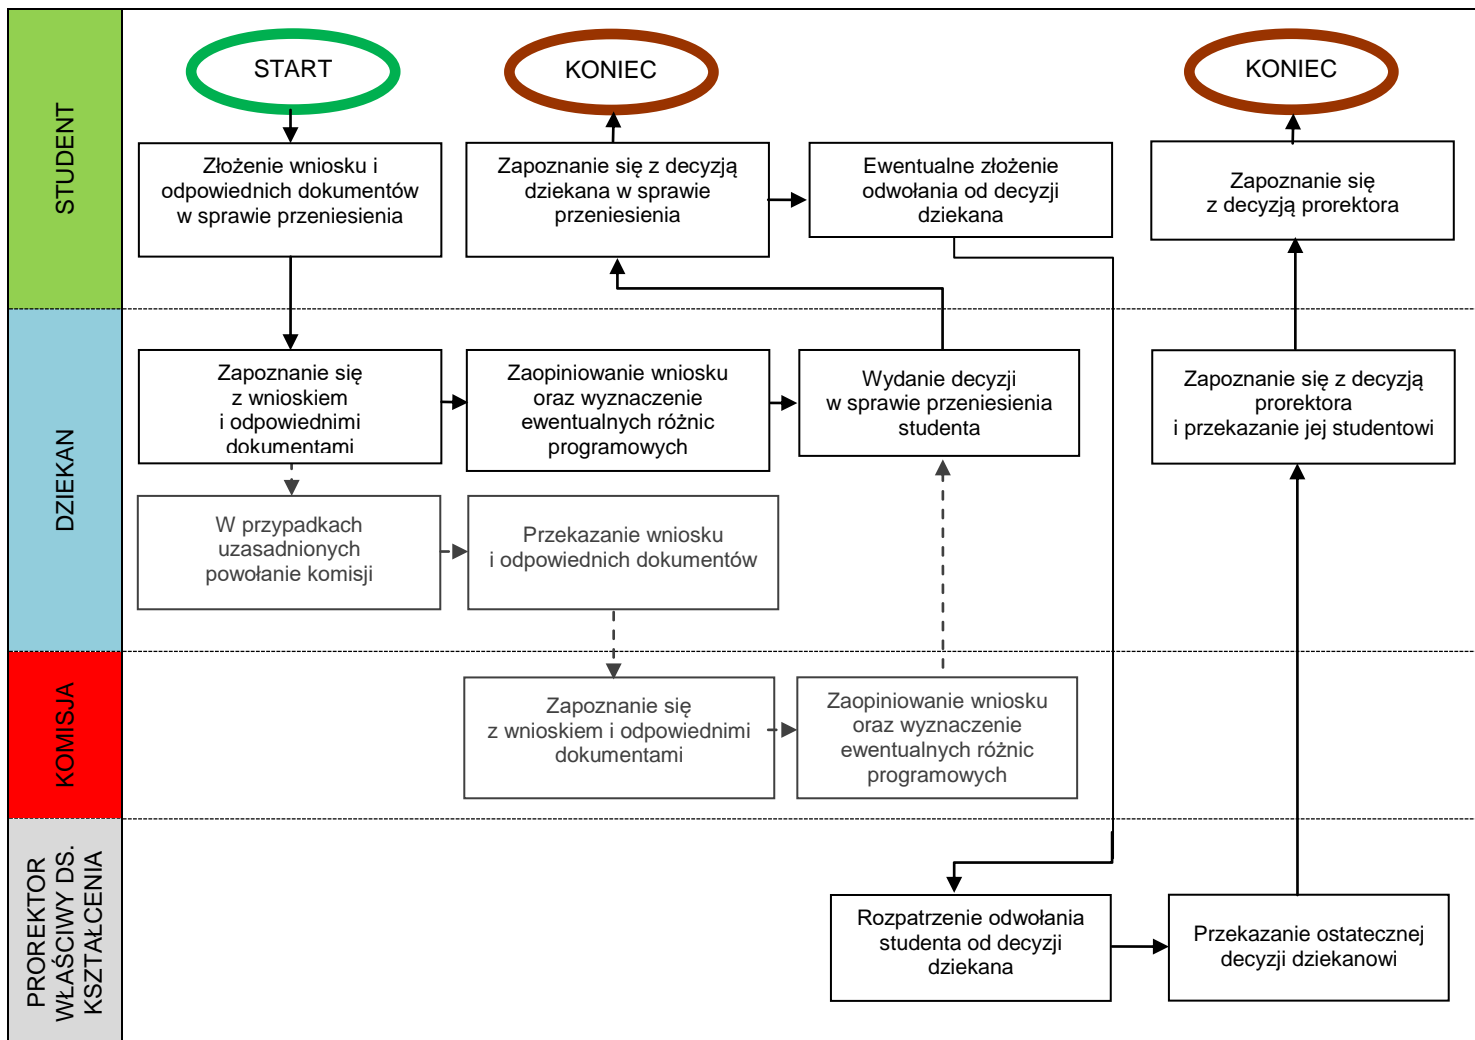 STUDENT
START
KONIEC
KONIEC
Złożenie wniosku i
odpowiednich dokumentów
w sprawie przeniesienia
Zapoznanie się z decyzją
dziekana w sprawie
przeniesienia
Ewentualne złożenie
odwołania od decyzji
dziekana
Zapoznanie się
z decyzją prorektora
DZIEKAN
Zapoznanie się
z wnioskiem
i odpowiednimi
dokumentami
Zaopiniowanie wniosku
oraz wyznaczenie
ewentualnych różnic
programowych
Wydanie decyzji
w sprawie przeniesienia
studenta
Zapoznanie się z decyzją
prorektora
i przekazanie jej studentowi
W przypadkach
uzasadnionych
powołanie komisji
Przekazanie wniosku
i odpowiednich dokumentów
KOMISJA
Zapoznanie się
z wnioskiem i odpowiednimi
dokumentami
Zaopiniowanie wniosku
oraz wyznaczenie
ewentualnych różnic
programowych
PROREKTOR
WŁAŚCIWY DS.
KSZTAŁCENIA
Rozpatrzenie odwołania
studenta od decyzji
dziekana
Przekazanie ostatecznej
decyzji dziekanowi